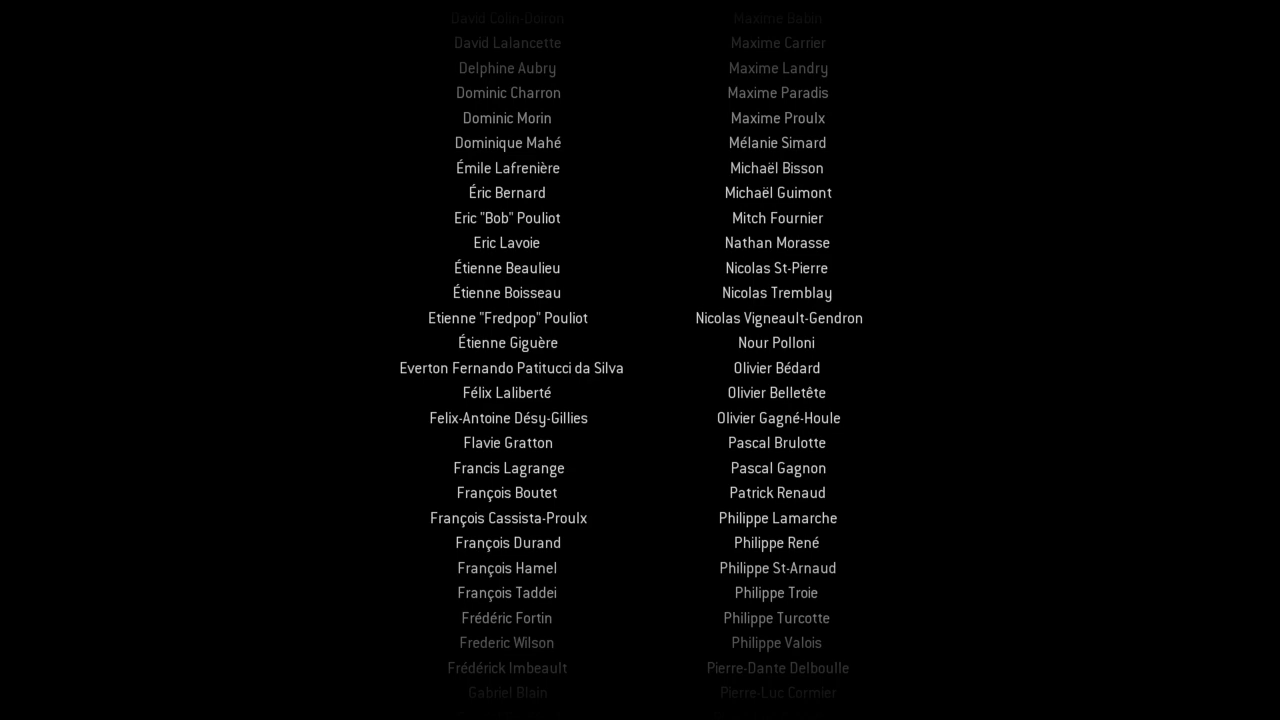 David Colin-Doiron
David Lalancette
Delphine Aubry
Dominic Charron
Dominic Morin
Dominique Mahé
Émile Lafrenière
Éric Bernard
Eric "Bob" Pouliot
Eric Lavoie
Étienne Beaulieu
Étienne Boisseau
Etienne "Fredpop" Pouliot
Étienne Giguère
Everton Fernando Patitucci da Silva
Félix Laliberté
Felix-Antoine Désy-Gillies
Flavie Gratton
Francis Lagrange
François Boutet
François Cassista-Proulx
François Durand
François Hamel
François Taddei
Frédéric Fortin
Frederic Wilson
Frédérick Imbeault
Gabriel Blain
Maxime Babin
Maxime Carrier
Maxime Landry
Maxime Paradis
Maxime Proulx
Mélanie Simard
Michaël Bisson
Michaël Guimont
Mitch Fournier
Nathan Morasse
Nicolas St-Pierre
Nicolas Tremblay
Nicolas Vigneault-Gendron
Nour Polloni
Olivier Bédard
Olivier Belletête
Olivier Gagné-Houle
Pascal Brulotte
Pascal Gagnon
Patrick Renaud
Philippe Lamarche
Philippe René
Philippe St-Arnaud
Philippe Troie
Philippe Turcotte
Philippe Valois
Pierre-Dante Delboulle
Pierre-Luc Cormier